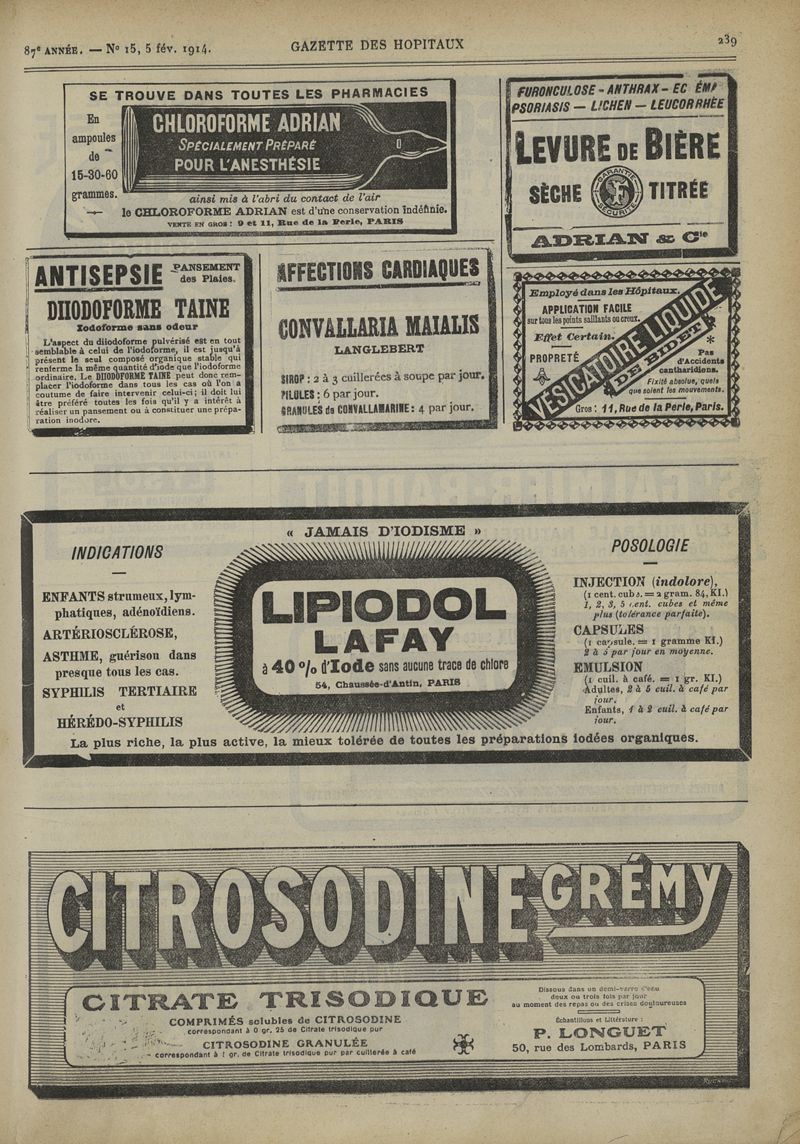 87e ANNÉE. — No 15, 5 fév. 1914.
GAZETTE DES HOPITAUX
239
SE TROUVE DANS TOUTES LES PHARMACIES
En
ampoules
de
15-30-60
grammes.
CHLOROFORME ADRIAN
SPÉCIALEMENT PRÉPARÉ
POUR L'ANESTHÉSIE
ainsi mis à l'abri du contact de l'air
le CHLOROFORME ADRIAN est d'une conservation indéfinie.
VENTE EN GROS : 9 et 11, Rue de la Perle, PARIS
FURONCULOSE - ANTHRAX - EC ÉM
PSORIASIS — LICHEN — LEUCORRHÉE
LEVURE DE BIÈRE
SÈCHE
GARANTIE
SÉCURITÉ
TITRÉE
ADRIAN & Cie
ANTISEPSIE
PANSEMENT
des Plaies.
DIIODOFORME TAINE
Iodoforme sans odeur
L'aspect du diiodoforme pulvérisé est en tout
semblable à celui de l'iodoforme, il est jusqu'à
présent le seul composé organique stable qui
renferme la même quantité d'iode que l'iodoforme
ordinaire. Le DIIODOFORME TAINE peut donc rem-
placer l'iodoforme dans tous les cas où l'on a
coutume de faire intervenir celui-ci; il doit lui
être préféré toutes les fois qu'il y a intérêt à
réaliser un pansement ou à constituer une prépa-
ration inodore.
AFFECTIONS CARDIAQUES
CONVALLARIA MAIALIS
LANGLEBERT
SIROP : 2 à 3 cuillerées à soupe par jour.
PILULES : 6 par jour.
GRANULES de CONVALLAMARINE : 4 par jour.
Employé dans les Hôpitaux.
APPLICATION FACILE
sur tous les points saillants ou creux.
Effet Certain.
PROPRETÉ
VÉSICATOIRE LIQUIDE
DE BIDET
*
Pas
d'Accidents
cantharidiens.
Fixité absolue, quels
que soient les mouvements.
Gros : 11, Rue de la Perle, Paris.
« JAMAIS D'IODISME »
INDICATIONS
ENFANTS strumeux, lym-
phatiques, adénoïdiens.
ARTÉRIOSCLÉROSE,
ASTHME, guérison dans
presque tous les cas.
SYPHILIS TERTIAIRE
et
HÉRÉDO-SYPHILIS
LIPIODOL
LAFAY
à 40 % d'Iode sans aucune trace de chlore
54, Chaussée-d'Antin, PARIS
POSOLOGIE
INJECTION (indolore),
(1 cent. cube = 2 gram. 84, KI.)
1, 2, 3, 5 cent. cubes et même
plus (tolérance parfaite).
CAPSULES
(1 capsule. = 1 gramme KI.)
2 à 5 par jour en moyenne.
EMULSION
(1 cuil. à café. = 1 gr. KI.)
Adultes, 2 à 5 cuil. à café par
jour.
Enfants, 1 à 2 cuil. à café par
jour.
La plus riche, la plus active, la mieux tolérée de toutes les préparations iodées organiques.
CITROSODINE GRÉMY
CITRATE TRISODIQUE
COMPRIMÉS solubles de CITROSODINE
correspondant à 0 gr. 25 de Citrate trisodique pur
CITROSODINE GRANULÉE
correspondant à 1 gr. de Citrate trisodique pur par cuillerée à café
Dissous dans un demi-verre d'eau
deux ou trois fois par jour
au moment des repas ou des crises douloureuses
Échantillons et Littérature :
P. LONGUET
50, rue des Lombards, PARIS